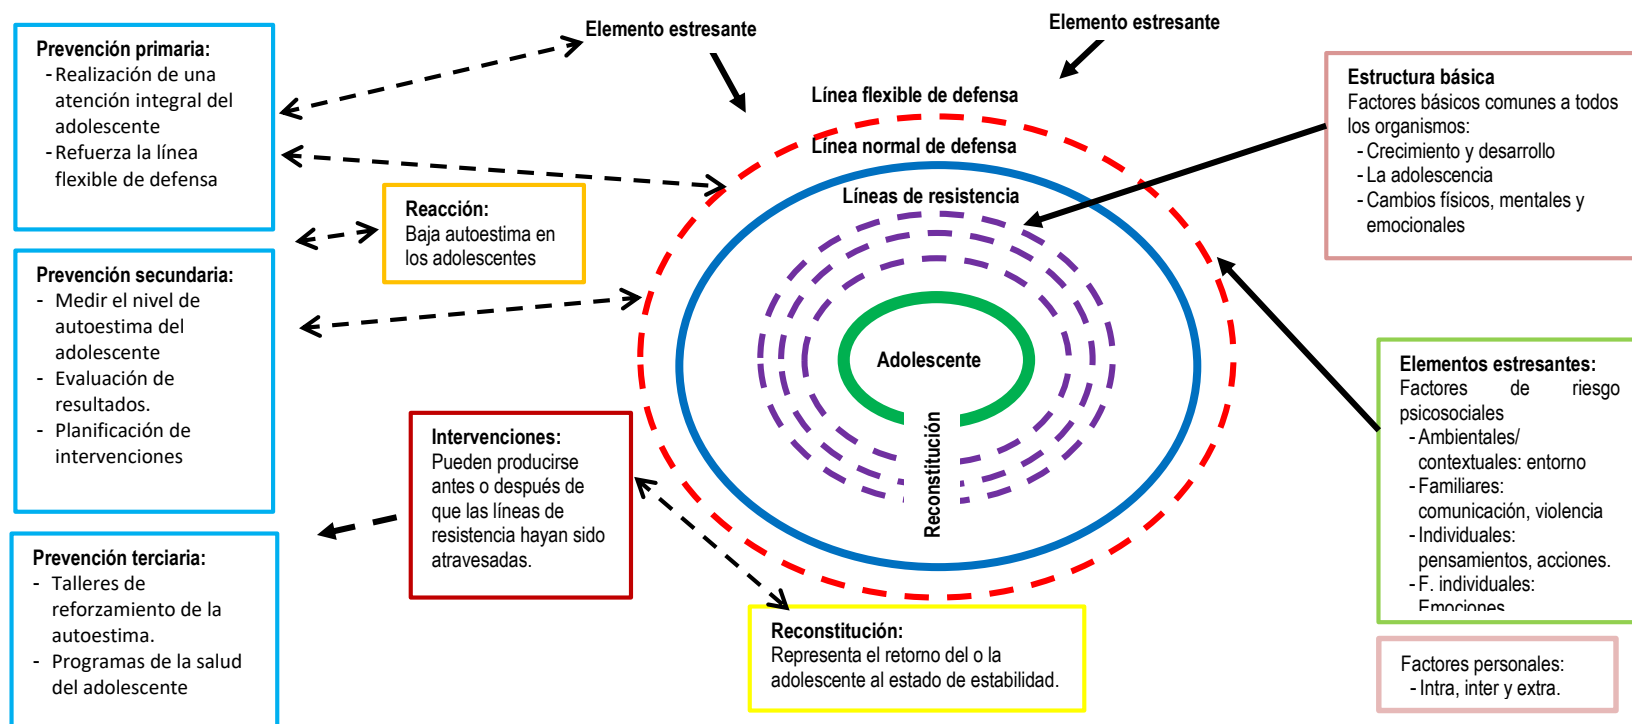 Prevención primaria:
- Realización de una
atención integral del
adolescente
- Refuerza la línea
flexible de defensa
Elemento estresante
Elemento estresante
Línea flexible de defensa
Línea normal de defensa
Líneas de resistencia
Adolescente
Reconstitución
Estructura básica
Factores básicos comunes a todos
los organismos:
- Crecimiento y desarrollo
- La adolescencia
- Cambios físicos, mentales y
emocionales
Reacción:
Baja autoestima en
los adolescentes
Prevención secundaria:
- Medir el nivel de
autoestima del
adolescente
- Evaluación de
resultados.
- Planificación de
intervenciones
Elementos estresantes:
Factores de riesgo
psicosociales
- Ambientales/
contextuales: entorno
- Familiares:
comunicación, violencia
- Individuales:
pensamientos, acciones.
- F. individuales:
Emociones
Intervenciones:
Pueden producirse
antes o después de
que las líneas de
resistencia hayan sido
atravesadas.
Prevención terciaria:
- Talleres de
reforzamiento de la
autoestima.
- Programas de la salud
del adolescente
Reconstitución:
Representa el retorno del o la
adolescente al estado de estabilidad.
Factores personales:
- Intra, inter y extra.